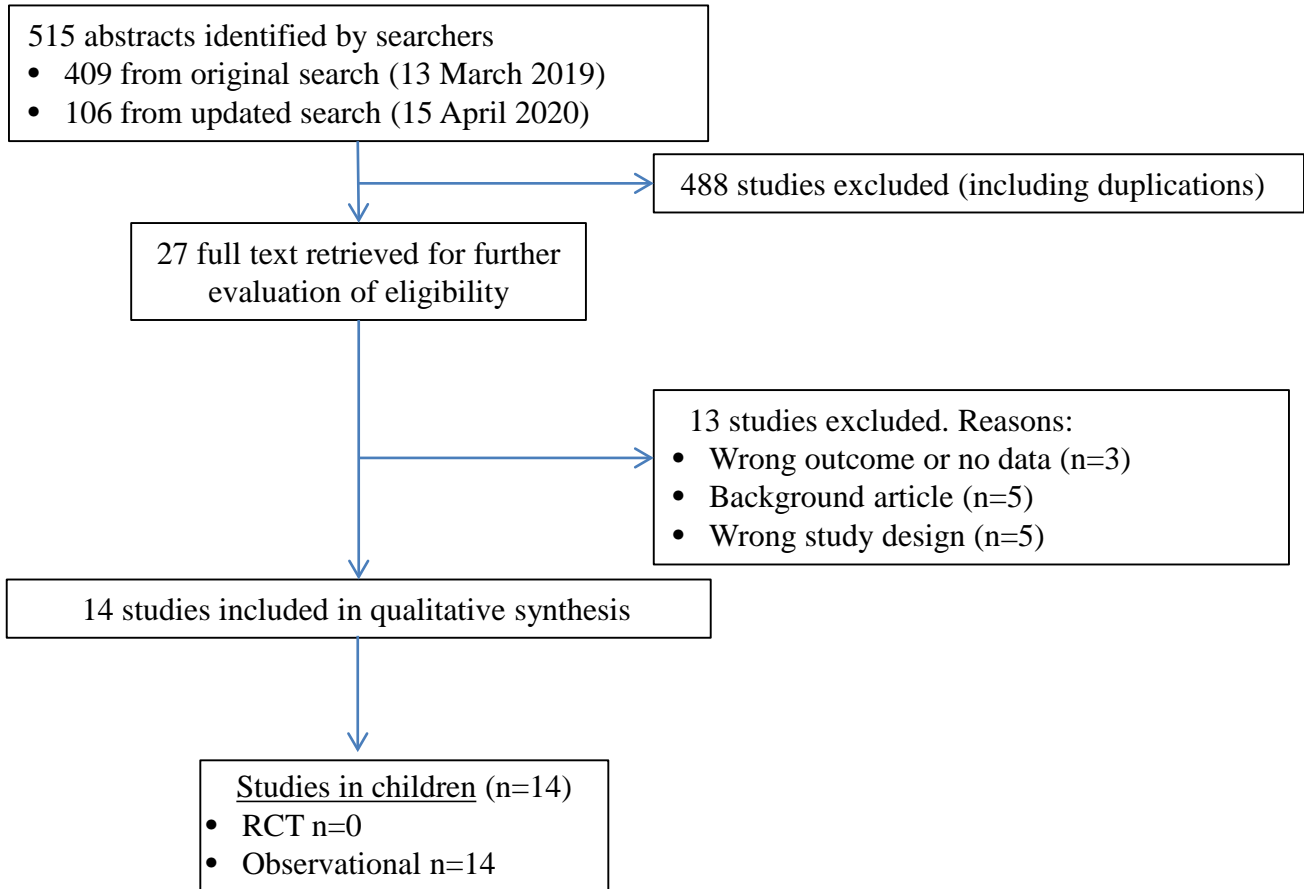 515 abstracts identified by searchers
• 409 from original search (13 March 2019)
• 106 from updated search (15 April 2020)
488 studies excluded (including duplications)
27 full text retrieved for further
evaluation of eligibility
13 studies excluded. Reasons:
• Wrong outcome or no data (n=3)
• Background article (n=5)
• Wrong study design (n=5)
14 studies included in qualitative synthesis
Studies in children (n=14)
• RCT n=0
• Observational n=14